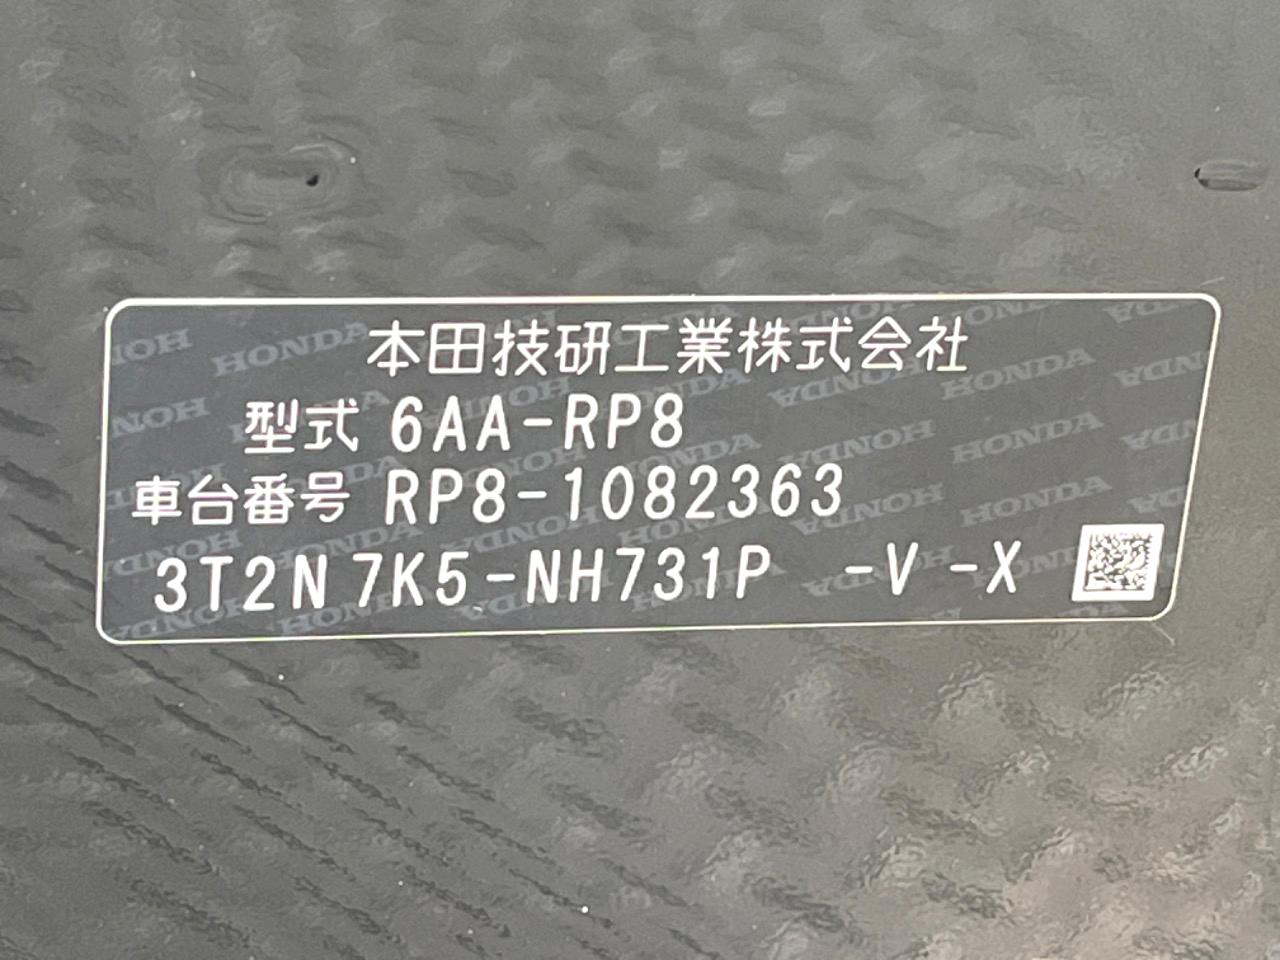 本田技研工業株式会社
型式 6AA-RP8
車台番号 RP8-1082363
3T2N 7K5-NH731P -V -X